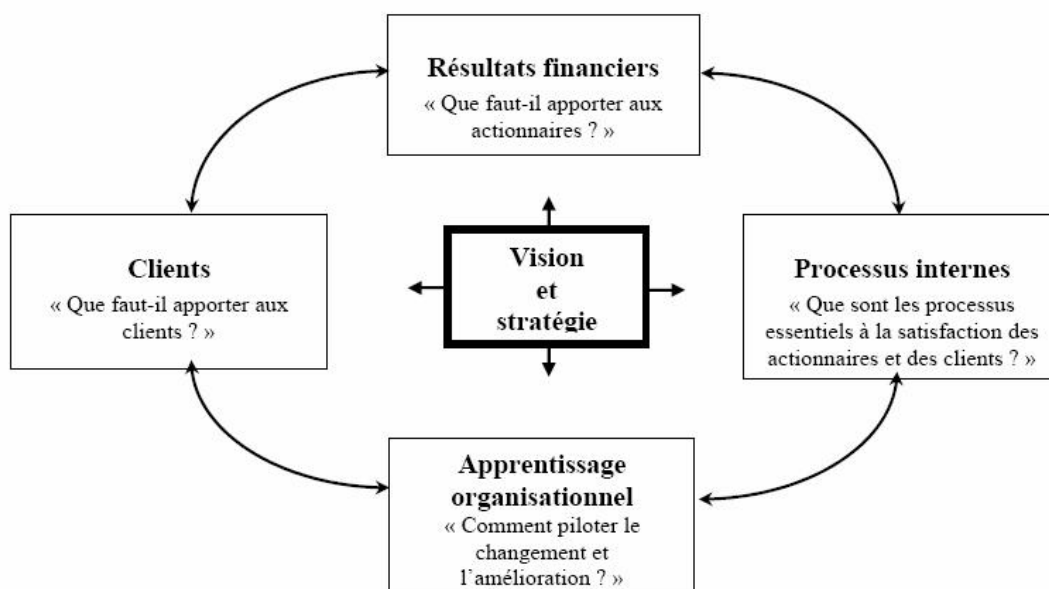 Résultats financiers
« Que faut-il apporter aux
actionnaires ? »
Clients
« Que faut-il apporter aux
clients ? »
Vision
et
stratégie
Processus internes
« Que sont les processus
essentiels à la satisfaction des
actionnaires et des clients ? »
Apprentissage
organisationnel
« Comment piloter le
changement et
l’amélioration ? »